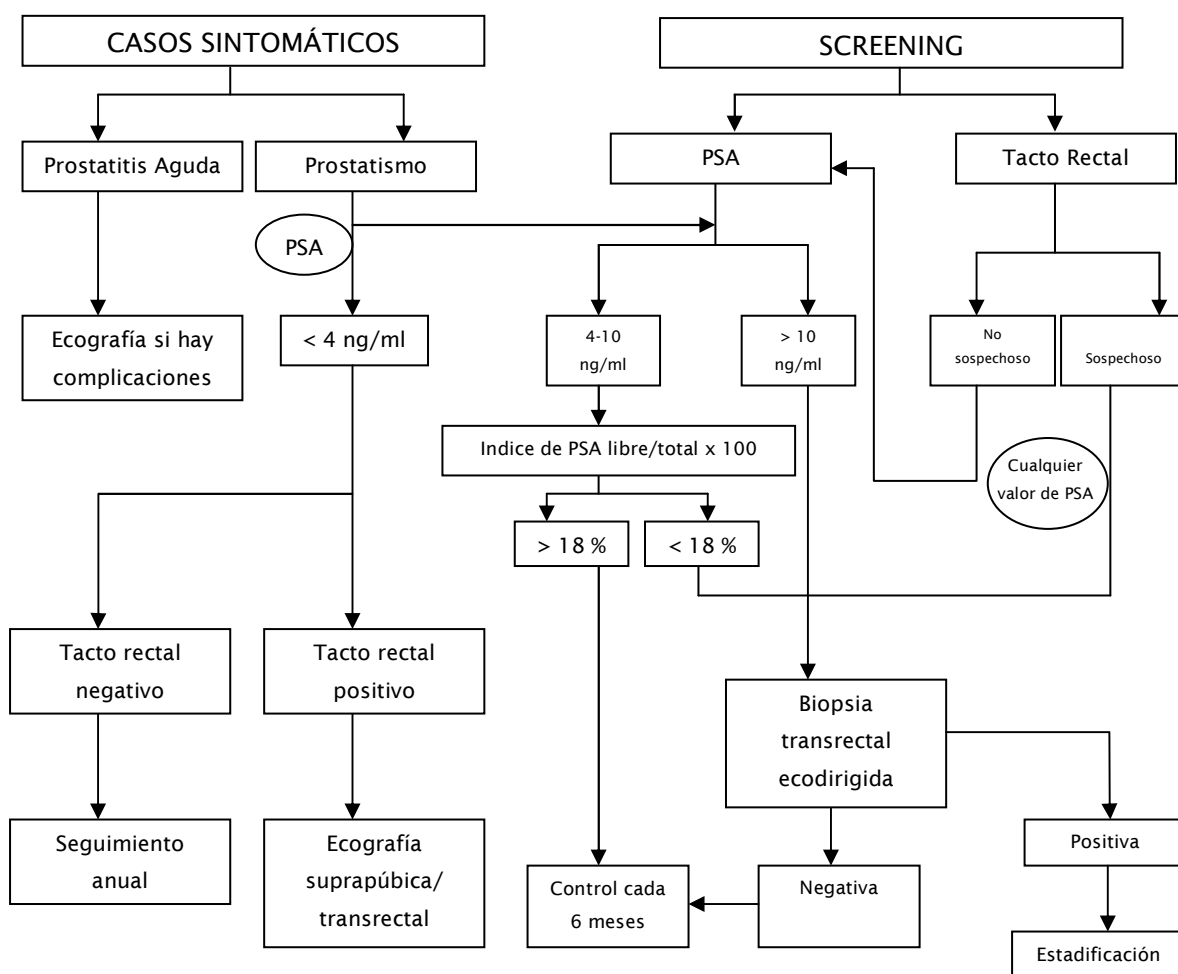 CASOS SINTOMÁTICOS
SCREENING
Prostatitis Aguda
Prostatismo
PSA
Tacto Rectal
PSA
Ecografía si hay
complicaciones
< 4 ng/ml
4-10
ng/ml
> 10
ng/ml
No
sospechoso
Sospechoso
Indice de PSA libre/total x 100
Cualquier
valor de PSA
> 18 %
< 18 %
Tacto rectal
negativo
Tacto rectal
positivo
Biopsia
transrectal
ecodirigida
Seguimiento
anual
Ecografía
suprapúbica/
transrectal
Control cada
6 meses
Negativa
Positiva
Estadificación